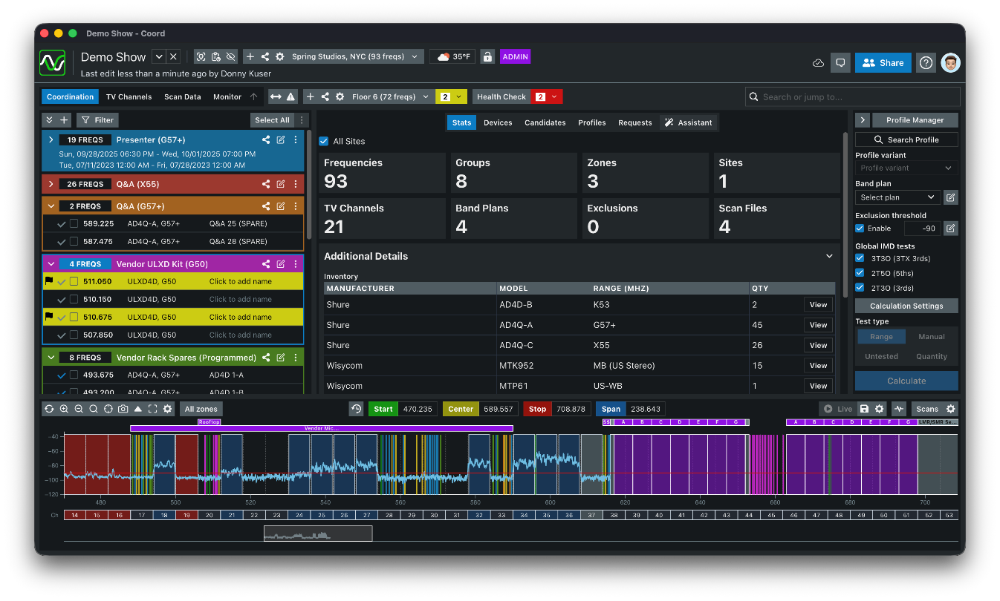 Demo Show - Coord
Demo Show
Spring Studios, NYC (93 freqs)
35°F
ADMIN
Last edit less than a minute ago by Donny Kuser
Share
Coordination TV Channels Scan Data Monitor
Floor 6 (72 freqs)
2
Health Check
2
Search or jump to...
Filter
Select All
19 FREQS Presenter (G57+)
Sun, 09/28/2025 06:30 PM - Wed, 10/01/2025 07:00 PM
Tue, 07/11/2023 12:00 AM - Fri, 07/28/2023 12:00 AM
26 FREQS Q&A (X55)
2 FREQS Q&A (G57+)
589.225 AD4Q-A, G57+ Q&A 25 (SPARE)
587.475 AD4Q-A, G57+ Q&A 28 (SPARE)
4 FREQS Vendor ULXD Kit (G50)
511.050 ULXD4D, G50 Click to add name
510.150 ULXD4D, G50 Click to add name
510.675 ULXD4D, G50 Click to add name
507.850 ULXD4D, G50 Click to add name
8 FREQS Vendor Rack Spares (Programmed)
493.675 AD4Q-A, G57+ AD4D 1-A
493.200 AD4Q-A, G57+ AD4D 1-B
Stats Devices Candidates Profiles Requests Assistant
All Sites
Frequencies Groups Zones Sites
93 8 3 1
TV Channels Band Plans Exclusions Scan Files
21 4 0 4
Additional Details
Inventory
MANUFACTURER MODEL RANGE (MHZ) QTY
Shure AD4D-B K53 2 View
Shure AD4Q-A G57+ 45 View
Shure AD4Q-C X55 26 View
Wisycom MTK952 MB (US Stereo) 15 View
Wisycom MTP61 US-WB 1 View
Profile Manager
Search Profile
Profile variant
Profile variant
Band plan
Select plan
Exclusion threshold
Enable -90
Global IMD tests
3T3O (3TX 3rds)
2T5O (5ths)
2T3O (3rds)
Calculation Settings
Test type
Range Manual
Untested Quantity
Calculate
All zones
Start 470.235 Center 589.557 Stop 708.878 Span 238.643
Live
Scans
Rooftop SS A B C D E F G A B C D E F G LMR/SMR Se...
Vendor Mic...
-40
-60
-80
-100
-120
480 500 520 540 560 580 600 620 640 660 680 700
Ch 14 15 16 17 18 19 20 21 22 23 24 25 26 27 28 29 30 31 32 33 34 35 36 37 38 39 40 41 42 43 44 45 46 47 48 49 50 51 52 53